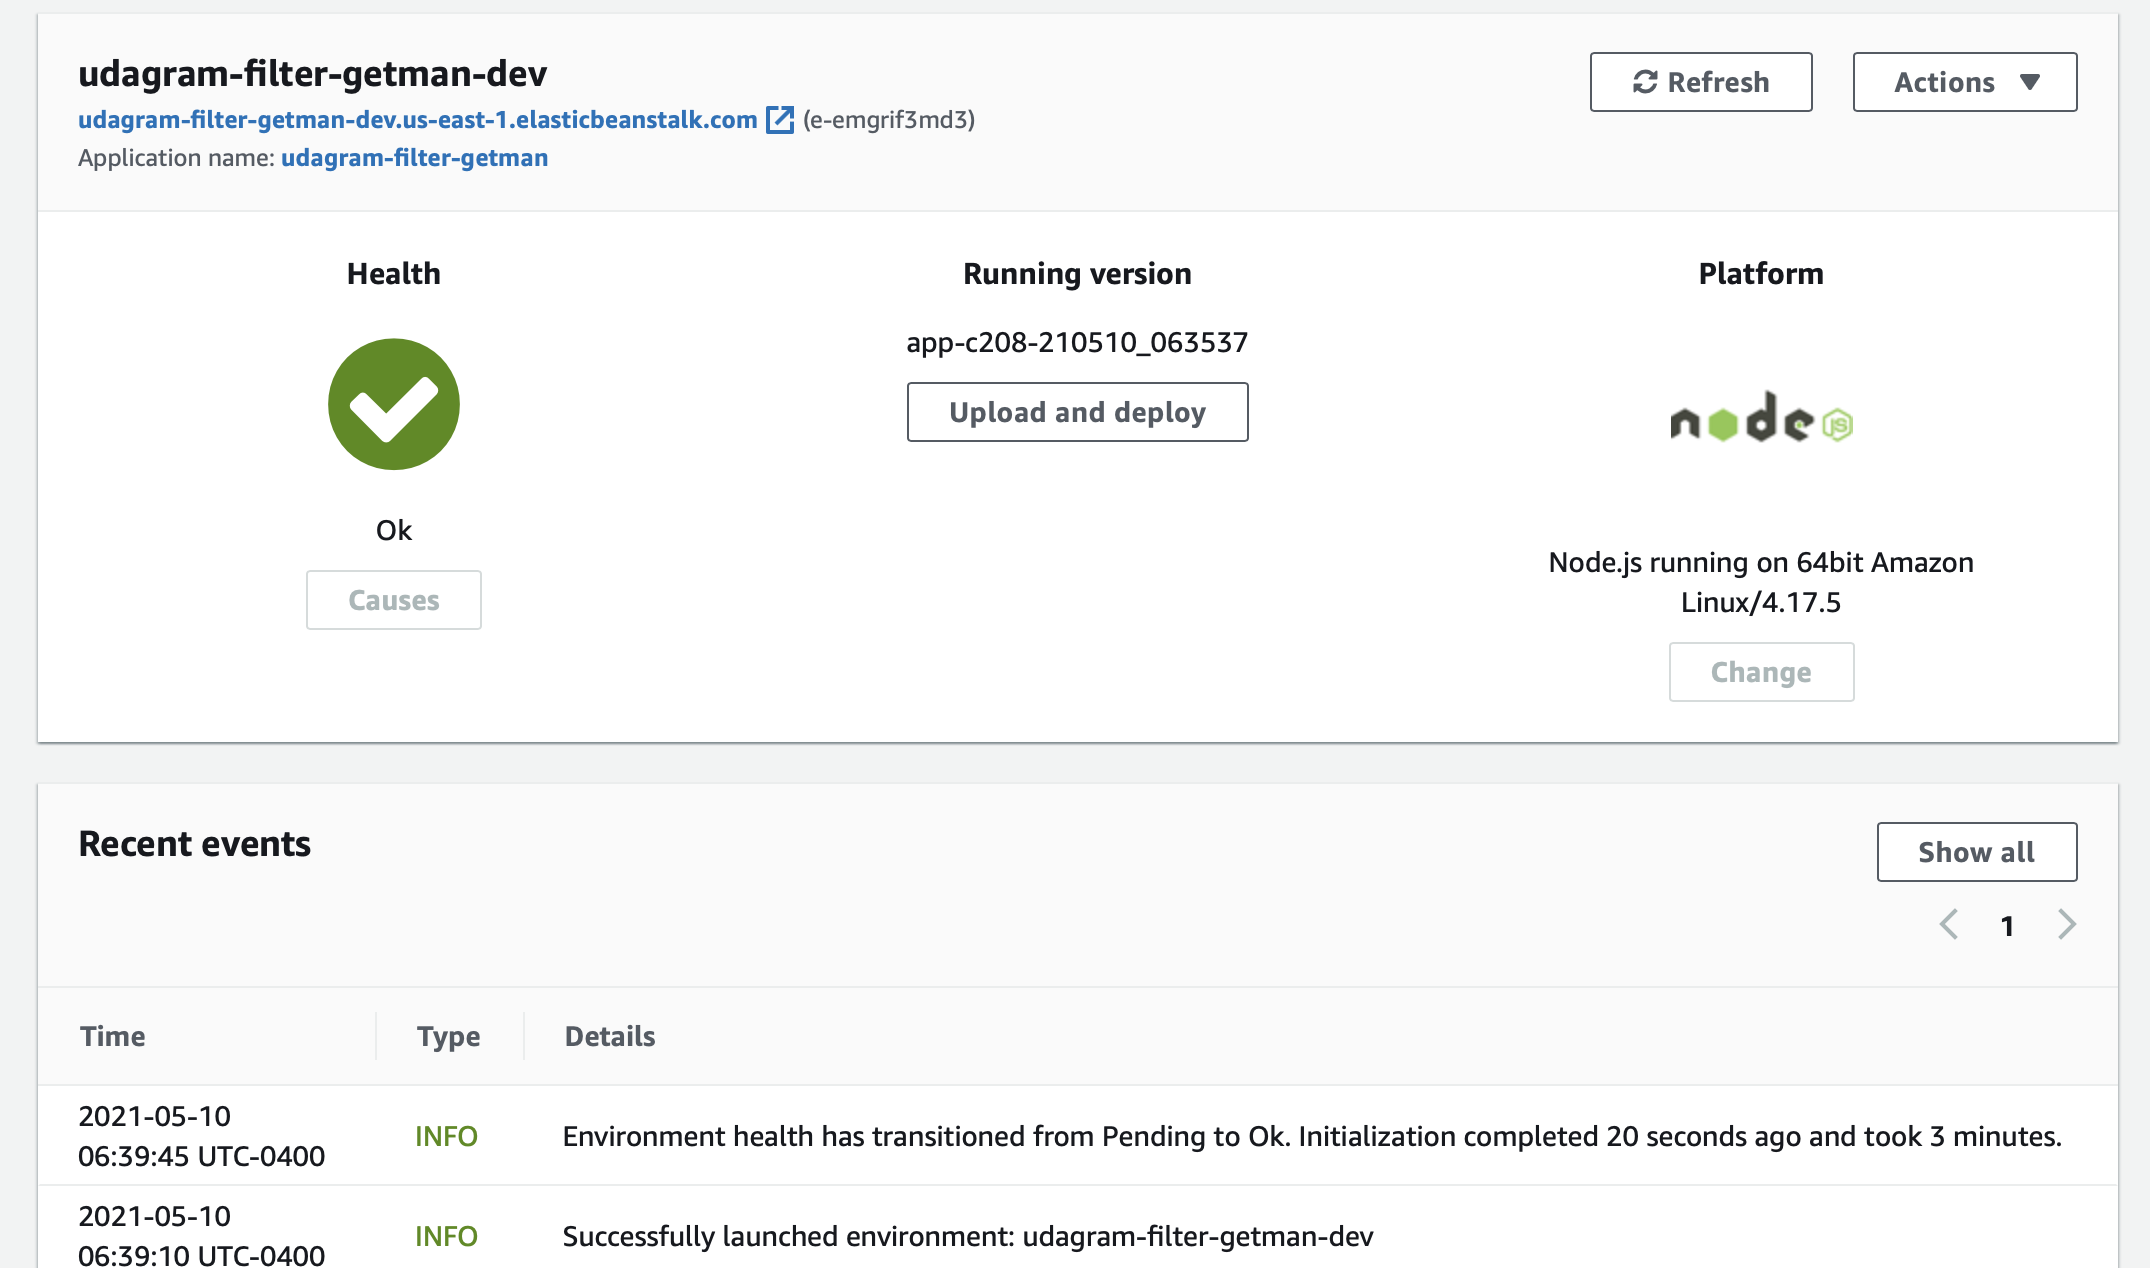 udagram-filter-getman-dev
Refresh
Actions
udagram-filter-getman-dev.us-east-1.elasticbeanstalk.com (e-emgrif3md3)
Application name: udagram-filter-getman
Health
Running version
Platform
app-c208-210510_063537
Upload and deploy
node JS
Ok
Causes
Node.js running on 64bit Amazon
Linux/4.17.5
Change
Recent events
Show all
1
Time
Type
Details
2021-05-10
06:39:45 UTC-0400
INFO
Environment health has transitioned from Pending to Ok. Initialization completed 20 seconds ago and took 3 minutes.
2021-05-10
06:39:10 UTC-0400
INFO
Successfully launched environment: udagram-filter-getman-dev